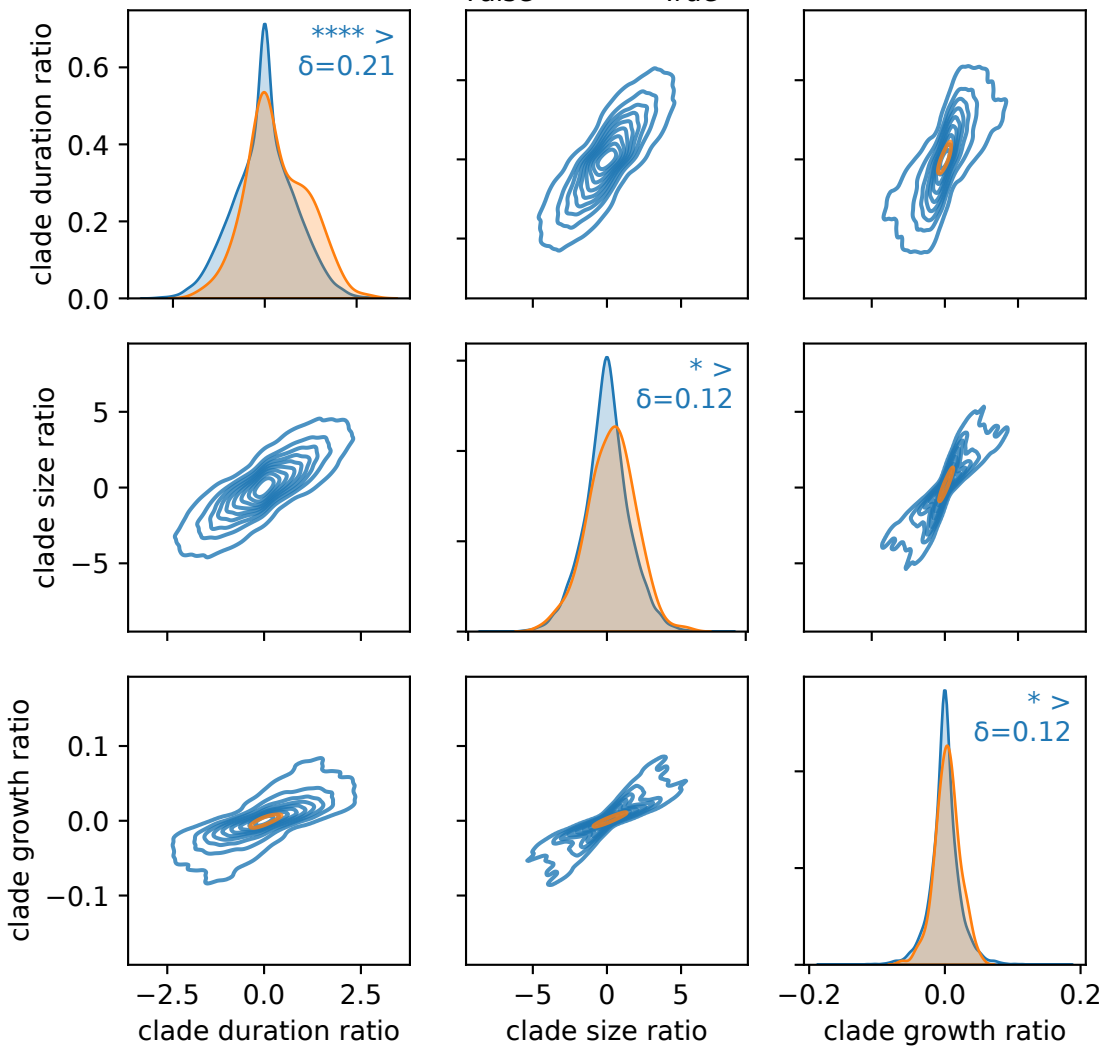 **** >
δ=0.21
clade duration ratio
0.6
0.4
0.2
0.0
* >
δ=0.12
clade size ratio
5
0
−5
* >
δ=0.12
clade growth ratio
0.1
0.0
−0.1
−2.5 0.0 2.5
−5 0 5
−0.2 0.0 0.2
clade duration ratio
clade size ratio
clade growth ratio